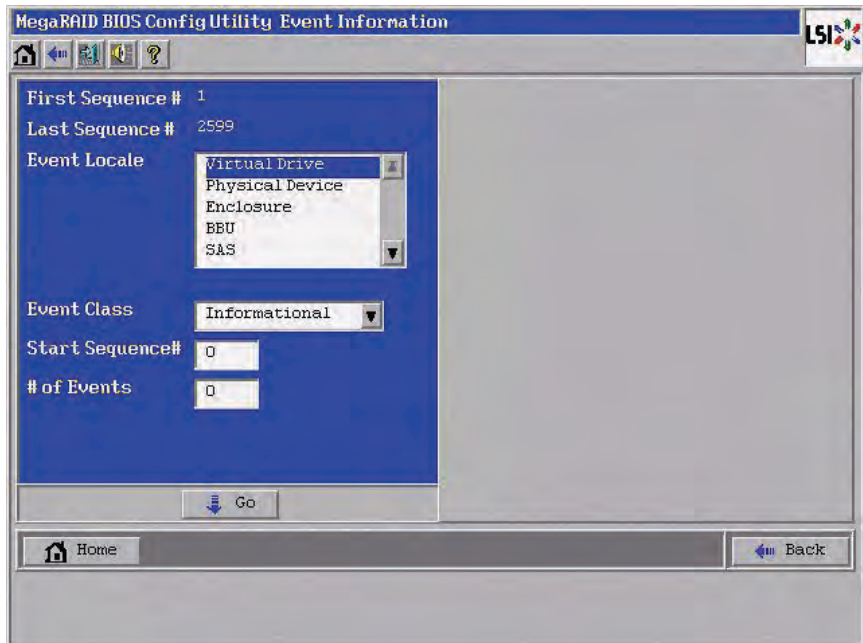 MegaRAID BIOS Config Utility Event Information
LSI
?
First Sequence # 1
Last Sequence # 2599
Event Locale
Virtual Drive
Physical Device
Enclosure
BBU
SAS
Event Class Informational
Start Sequence# 0
# of Events 0
Go
Home
Back